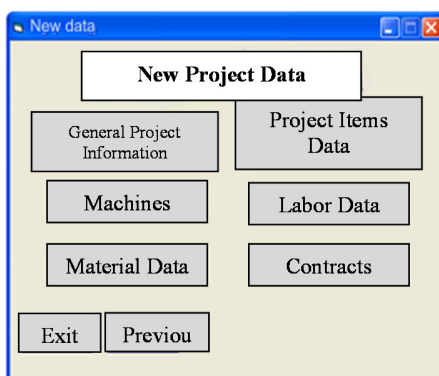 New data
New Project Data
General Project
Information
Project Items
Data
Machines
Labor Data
Material Data
Contracts
Exit
Previou